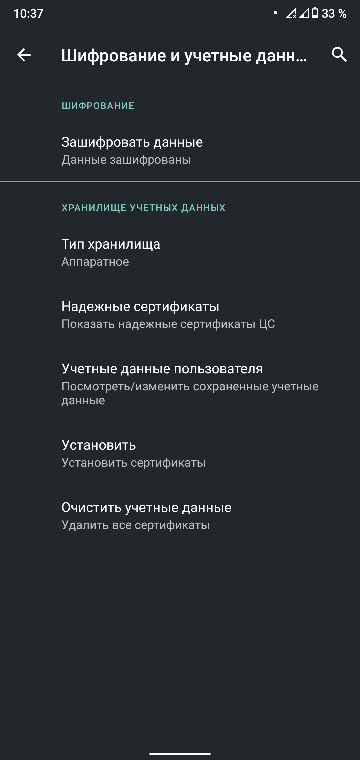 10:37
33 %
Шифрование и учетные данн…
ШИФРОВАНИЕ
Зашифровать данные
Данные зашифрованы
ХРАНИЛИЩЕ УЧЕТНЫХ ДАННЫХ
Тип хранилища
Аппаратное
Надежные сертификаты
Показать надежные сертификаты ЦС
Учетные данные пользователя
Посмотреть/изменить сохраненные учетные
данные
Установить
Установить сертификаты
Очистить учетные данные
Удалить все сертификаты